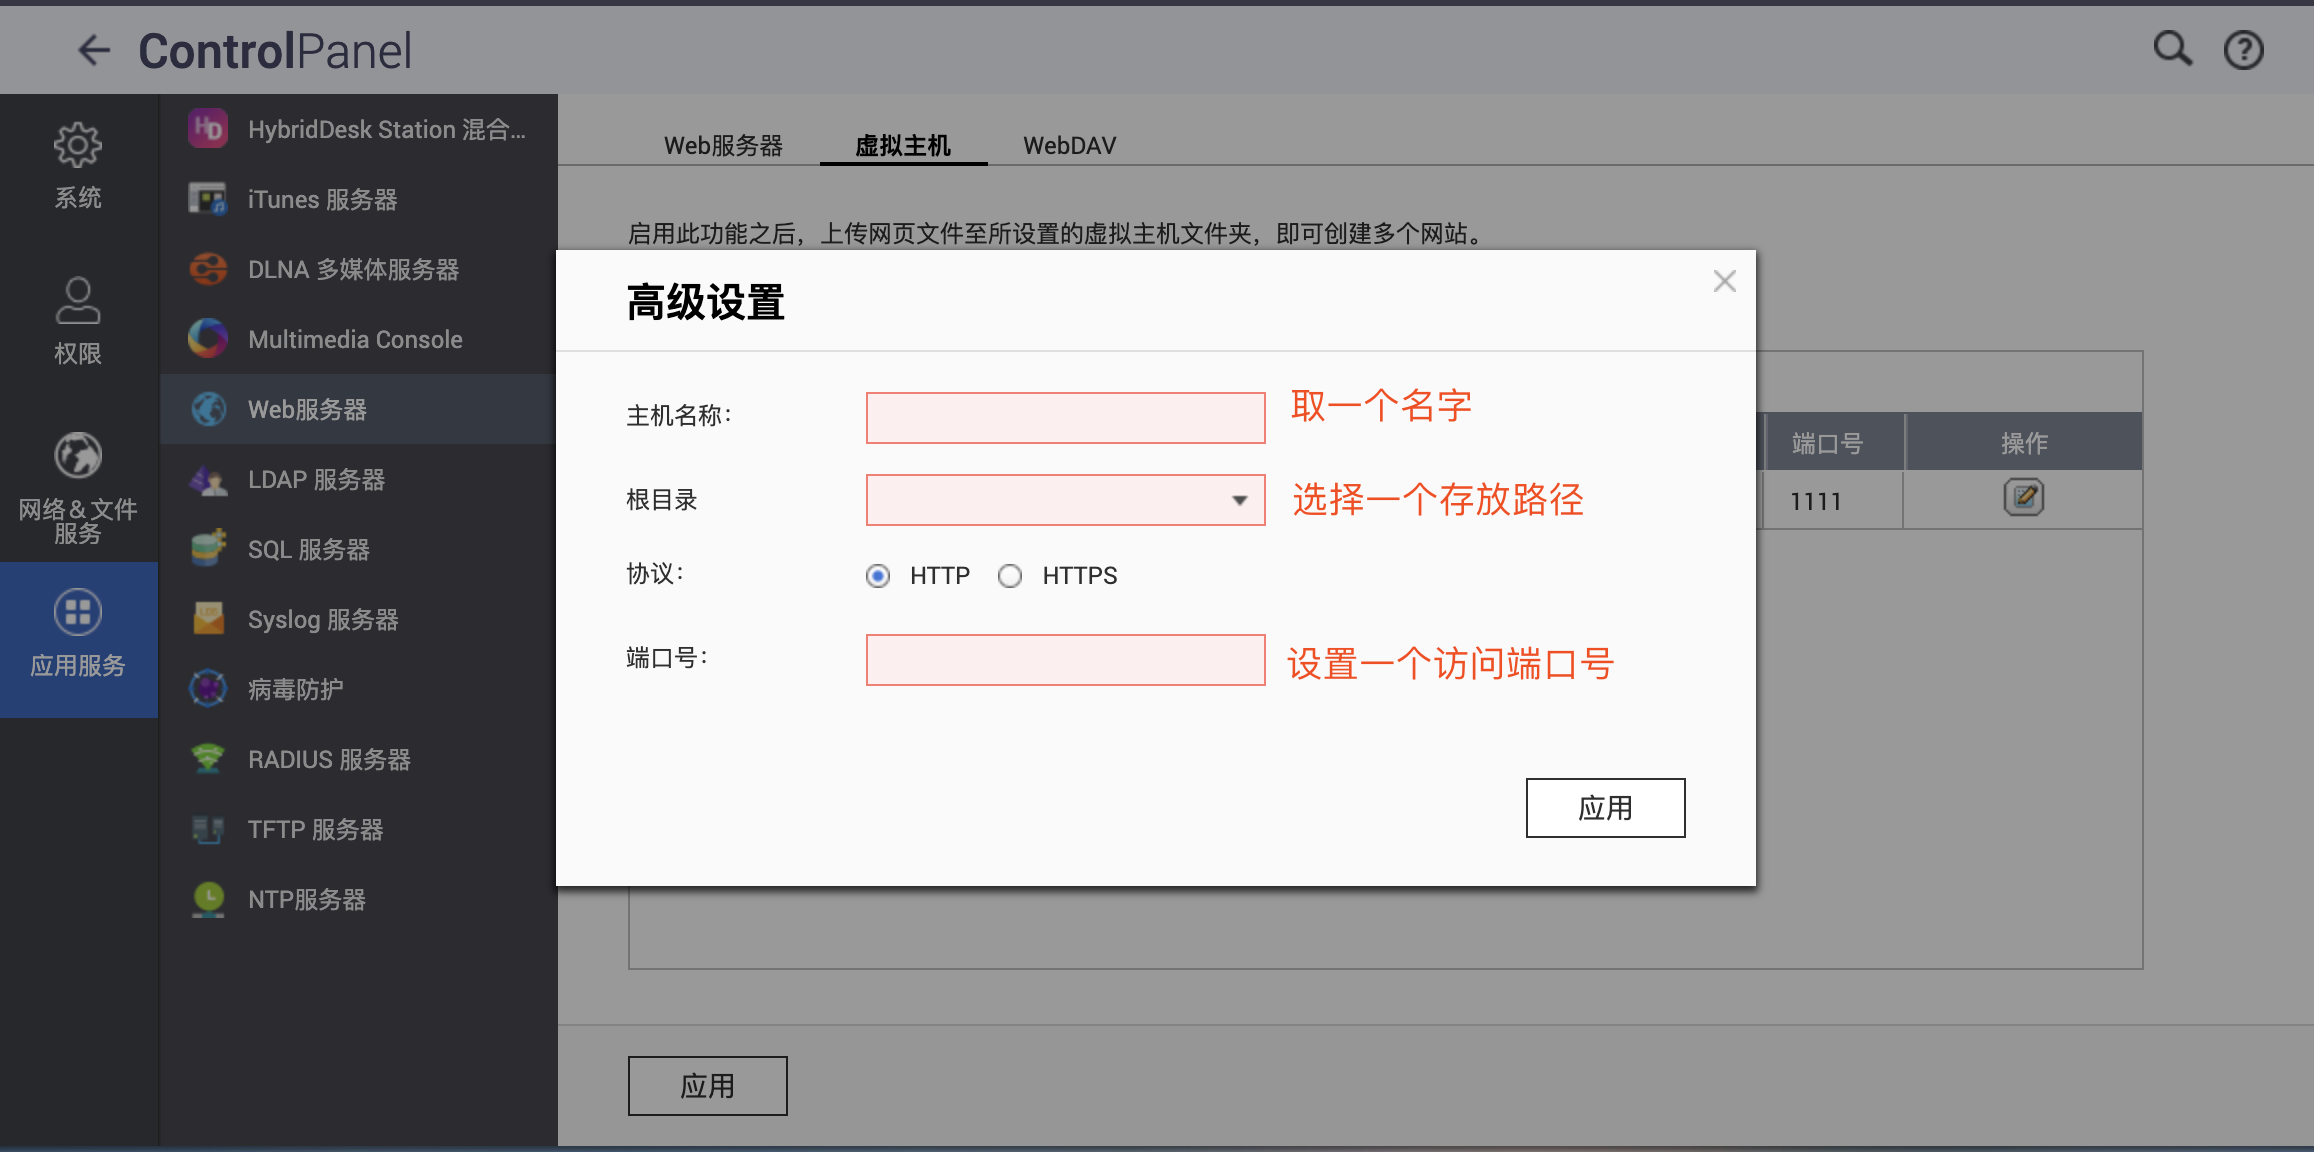 ControlPanel
系统
权限
网络＆文件
服务
应用服务
HybridDesk Station 混合...
iTunes 服务器
DLNA 多媒体服务器
Multimedia Console
Web服务器
LDAP 服务器
SQL 服务器
Syslog 服务器
病毒防护
RADIUS 服务器
TFTP 服务器
NTP服务器
Web服务器 虚拟主机 WebDAV
启用此功能之后，上传网页文件至所设置的虚拟主机文件夹，即可创建多个网站。
高级设置
主机名称： 取一个名字
根目录 选择一个存放路径
协议： HTTP HTTPS
端口号： 设置一个访问端口号
应用
端口号 操作
1111
应用